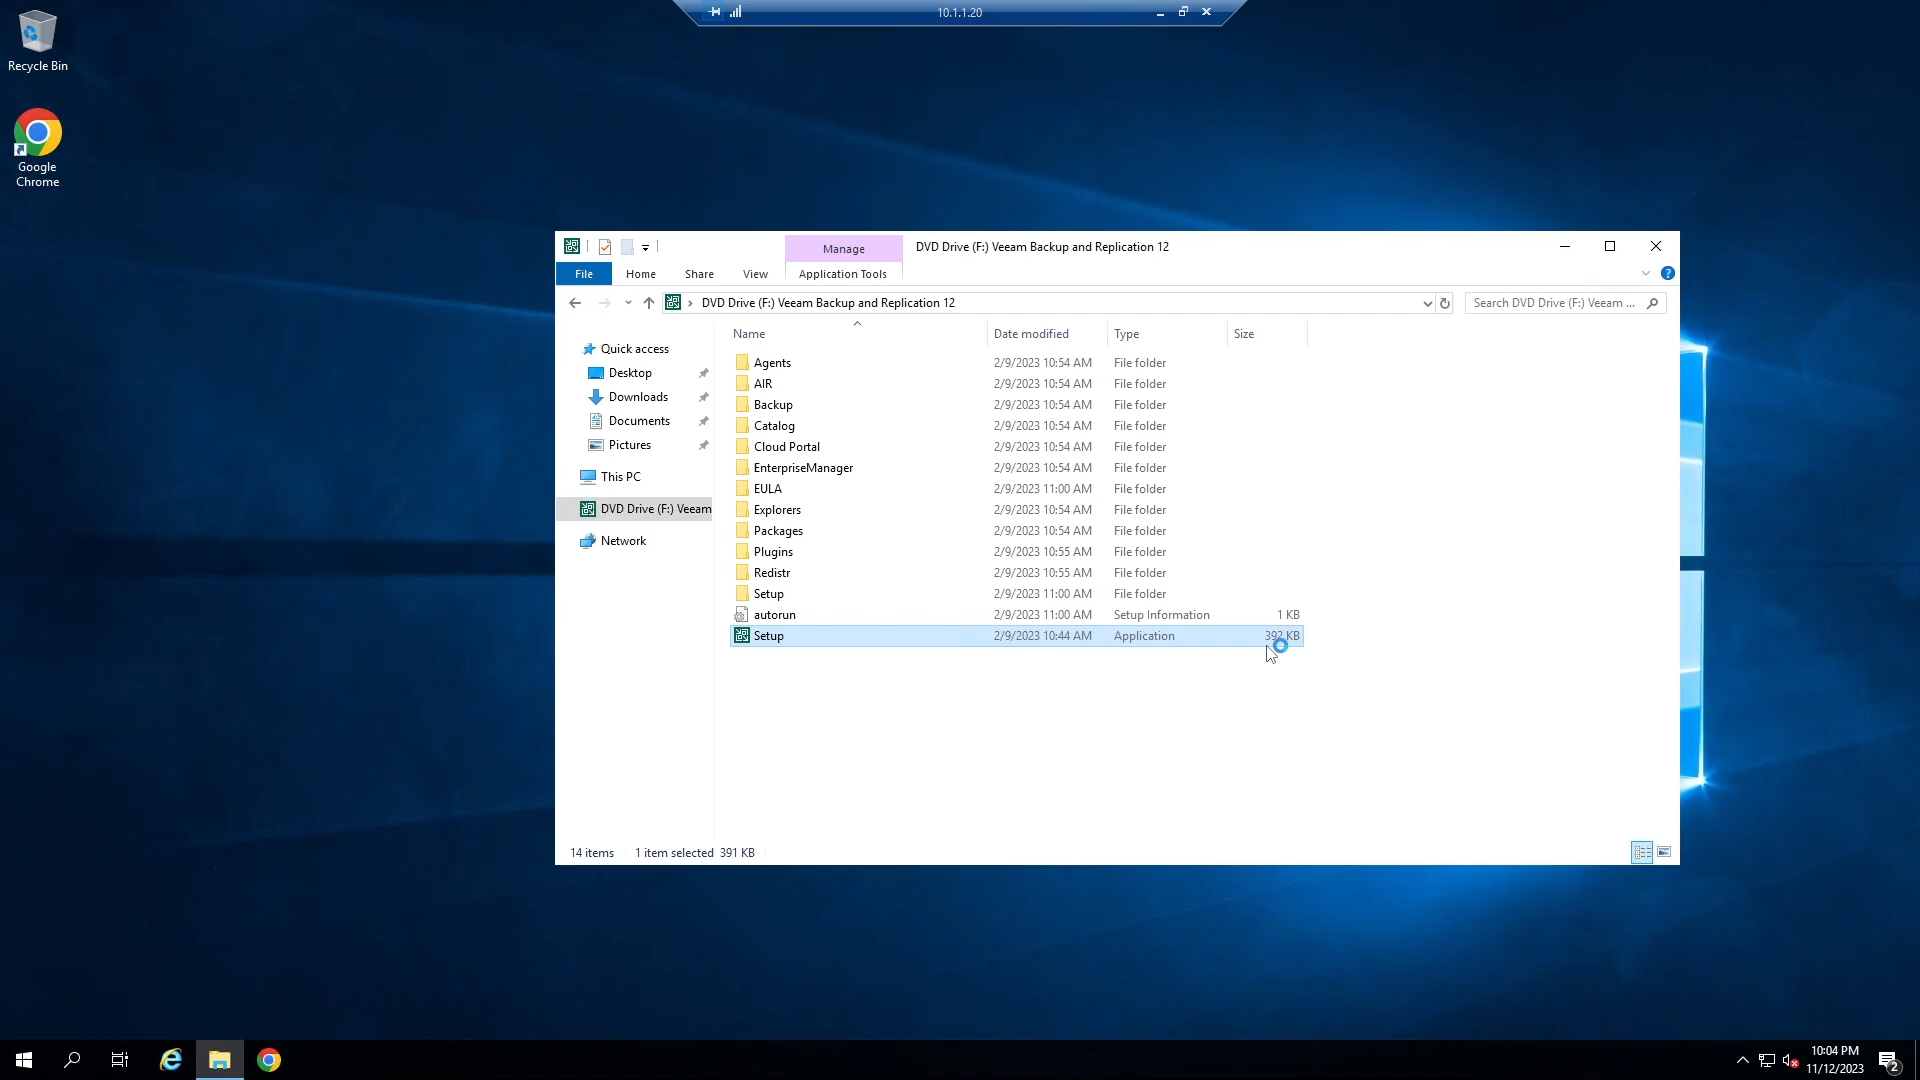 10.1.1.20
Recycle Bin
Google
Chrome
Manage
DVD Drive (F:) Veeam Backup and Replication 12
File
Home
Share
View
Application Tools
DVD Drive (F:) Veeam Backup and Replication 12
Search DVD Drive (F:) Veeam ...
Name
Date modified
Type
Size
Quick access
Desktop
Downloads
Documents
Pictures
This PC
DVD Drive (F:) Veeam
Network
Agents 2/9/2023 10:54 AM File folder
AIR 2/9/2023 10:54 AM File folder
Backup 2/9/2023 10:54 AM File folder
Catalog 2/9/2023 10:54 AM File folder
Cloud Portal 2/9/2023 10:54 AM File folder
EnterpriseManager 2/9/2023 10:54 AM File folder
EULA 2/9/2023 11:00 AM File folder
Explorers 2/9/2023 10:54 AM File folder
Packages 2/9/2023 10:54 AM File folder
Plugins 2/9/2023 10:55 AM File folder
Redistr 2/9/2023 10:55 AM File folder
Setup 2/9/2023 11:00 AM File folder
autorun 2/9/2023 11:00 AM Setup Information 1 KB
Setup 2/9/2023 10:44 AM Application 392 KB
14 items 1 item selected 391 KB
10:04 PM
11/12/2023
2